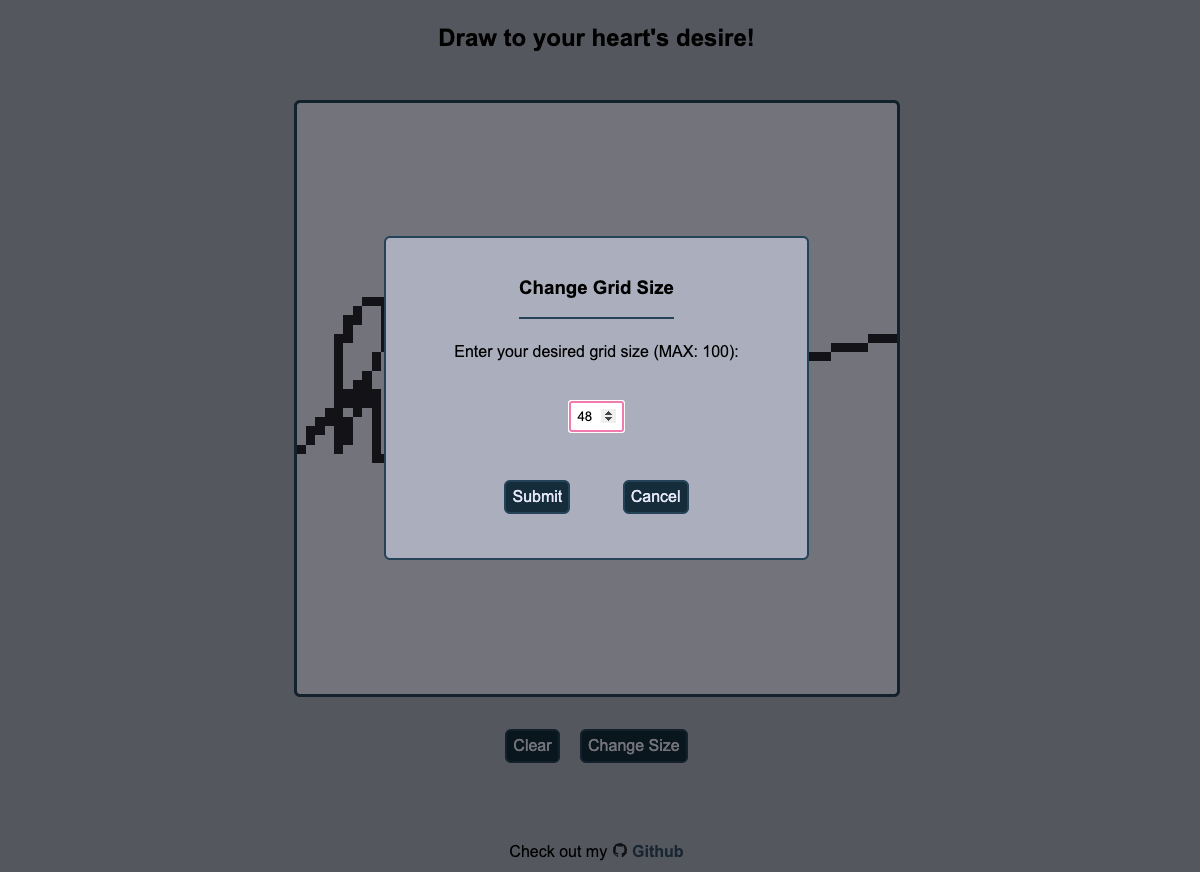 Draw to your heart's desire!
Change Grid Size
Enter your desired grid size (MAX: 100):
48
Submit Cancel
Clear Change Size
Check out my Github